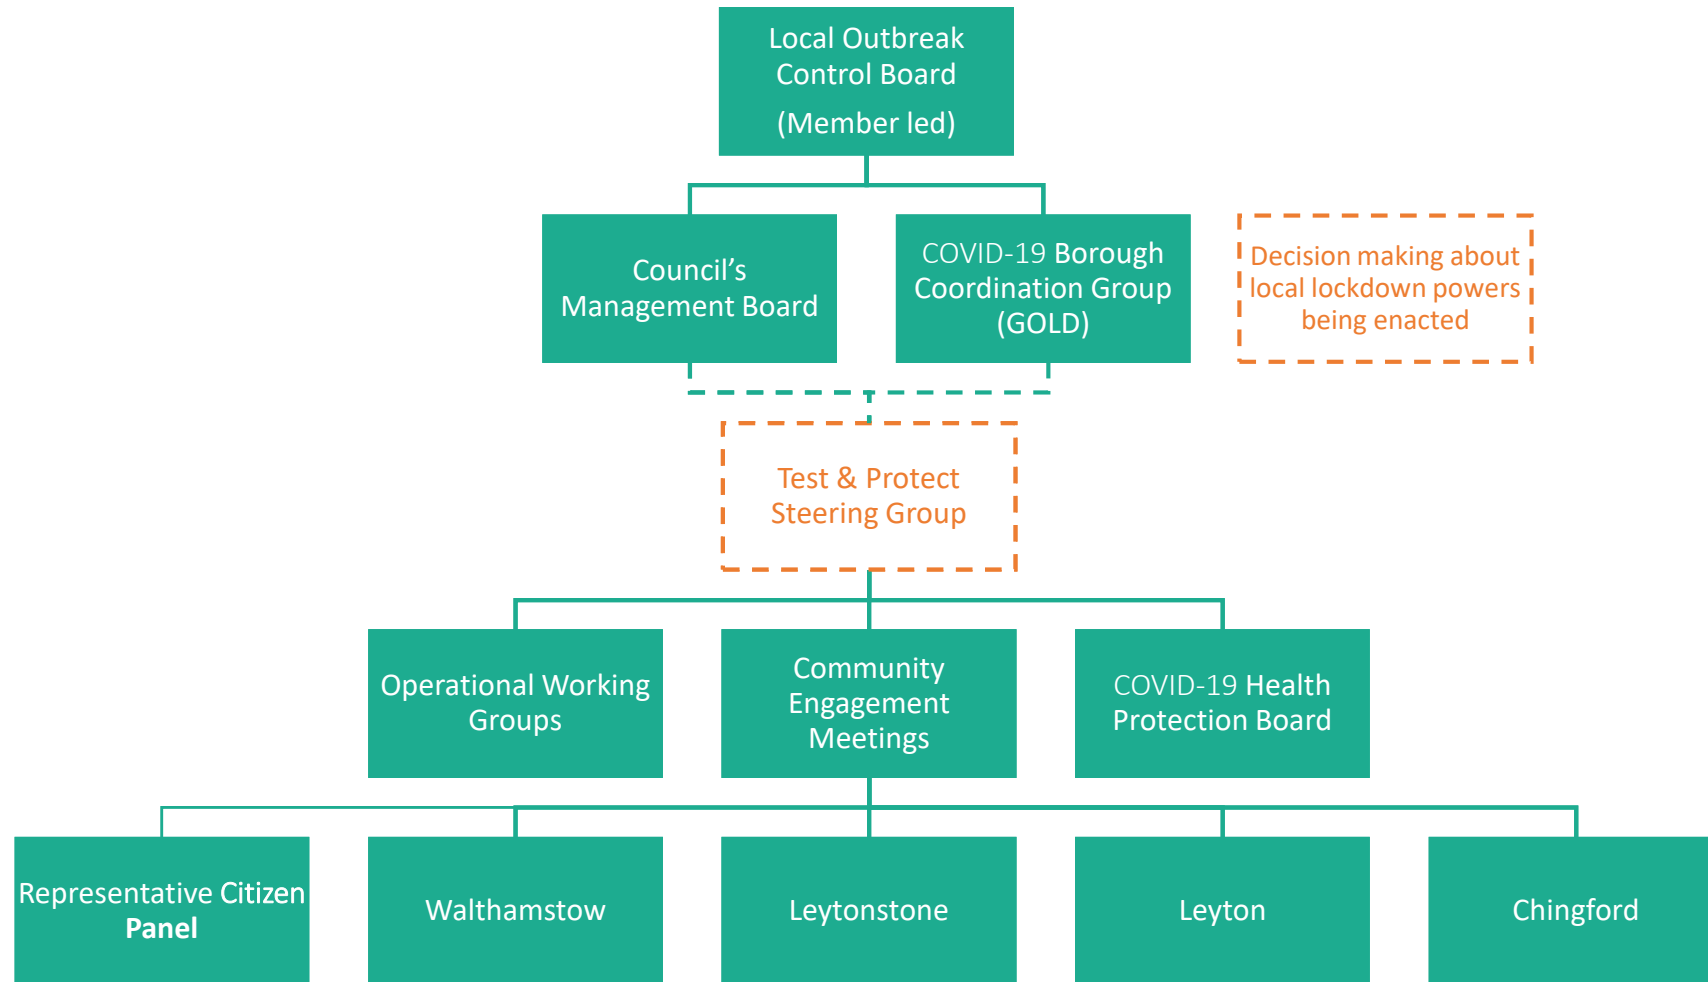 Local Outbreak
Control Board
(Member led)
Council’s
Management Board
COVID-19 Borough
Coordination Group
(GOLD)
Decision making about
local lockdown powers
being enacted
Test & Protect
Steering Group
Operational Working
Groups
Community
Engagement
Meetings
COVID-19 Health
Protection Board
Representative Citizen
Panel
Walthamstow
Leytonstone
Leyton
Chingford